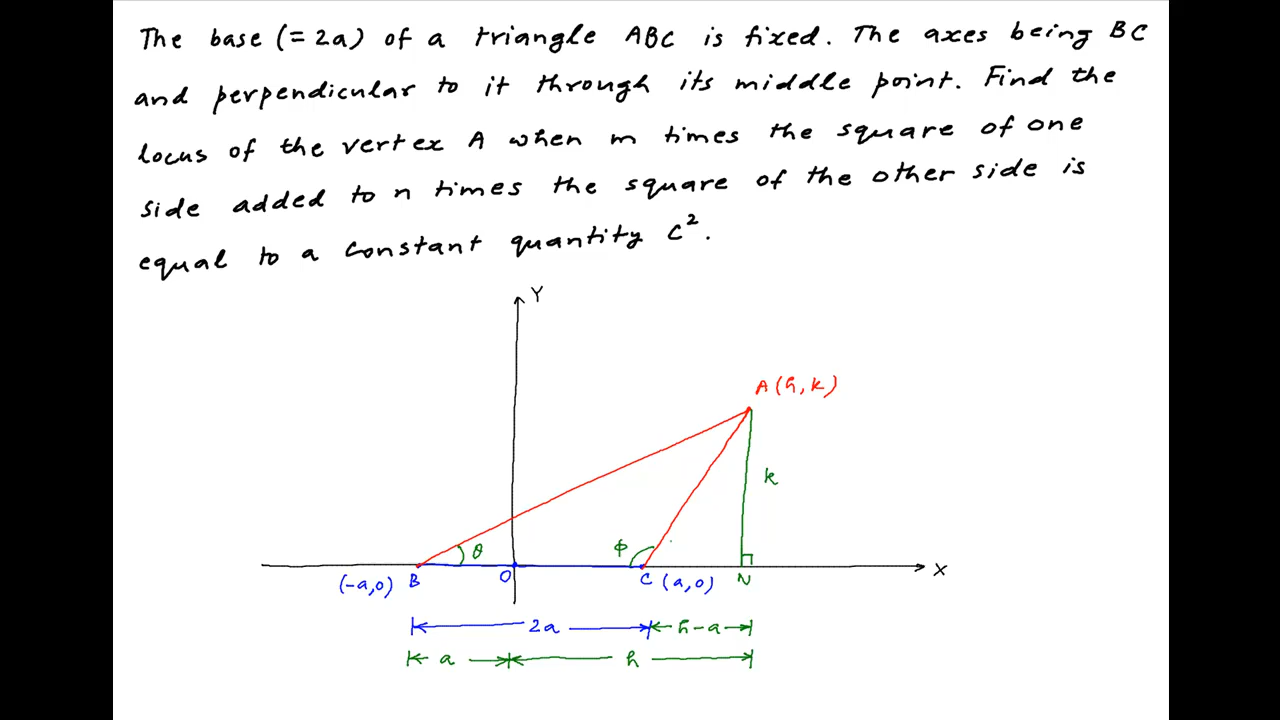 The base (= 2a) of a triangle ABC is fixed. The axes being BC
and perpendicular to it through its middle point. Find the
locus of the vertex A when m times the square of one
side added to n times the square of the other side is
equal to a constant quantity c².
Y
A (h, k)
k
θ
φ
(-a,0) B O C (a,0) N X
2a h-a
a h